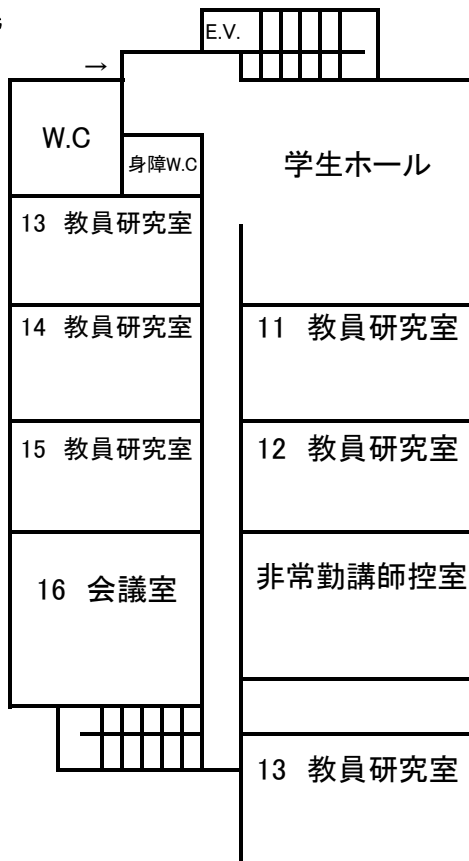 E.V.
→
W.C
身障W.C
学生ホール
13 教員研究室
14 教員研究室
11 教員研究室
15 教員研究室
12 教員研究室
16 会議室
非常勤講師控室
13 教員研究室